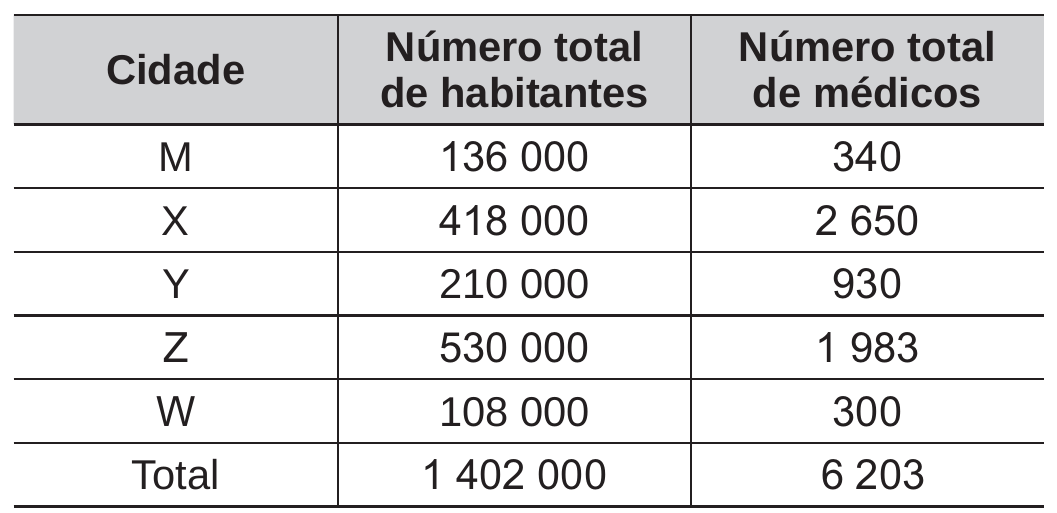 Cidade
Número total
de habitantes
Número total
de médicos
M 136 000 340
X 418 000 2 650
Y 210 000 930
Z 530 000 1 983
W 108 000 300
Total 1 402 000 6 203